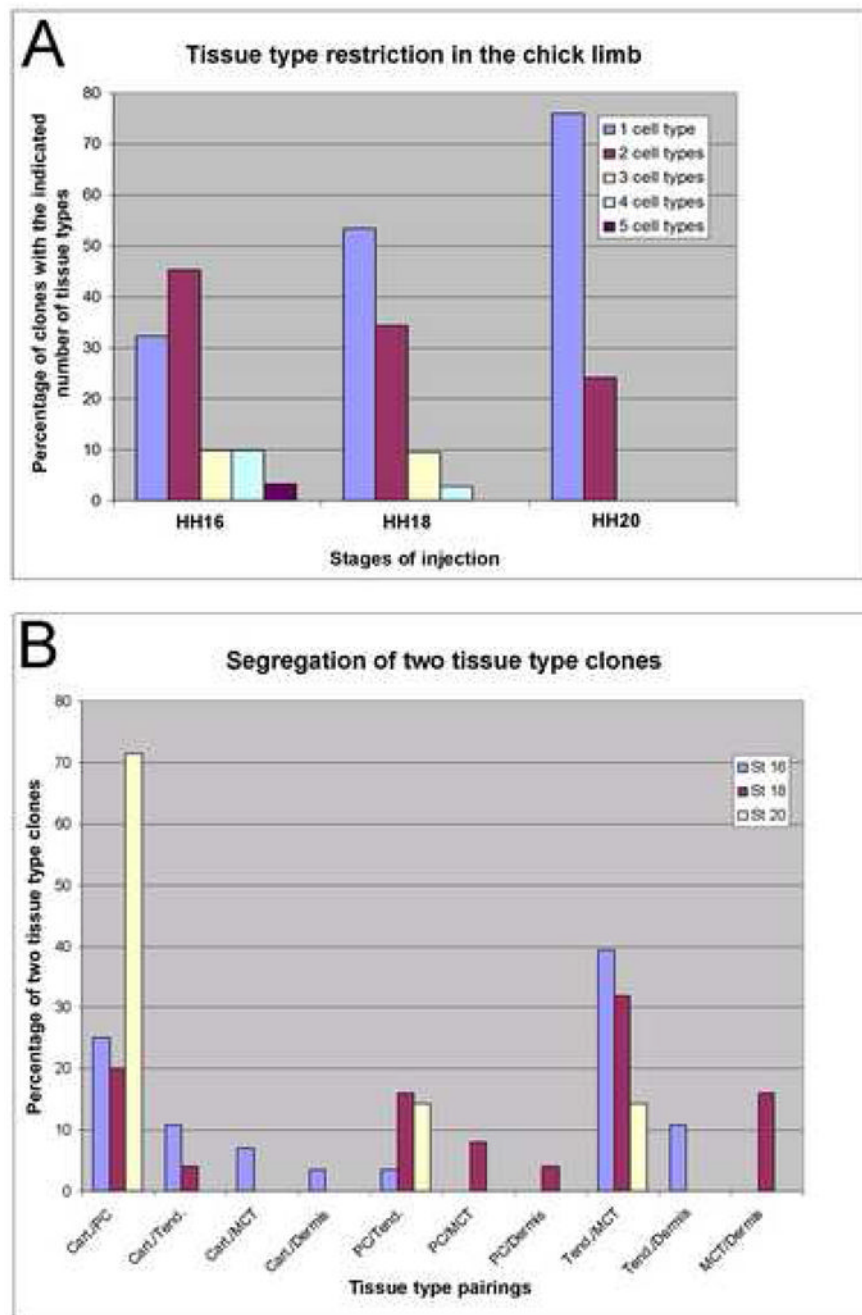 A
Tissue type restriction in the chick limb
Percentage of clones with the indicated
number of tissue types
80
70
60
50
40
30
20
10
0
1 cell type
2 cell types
3 cell types
4 cell types
5 cell types
HH16
HH18
HH20
Stages of injection
B
Segregation of two tissue type clones
Percentage of two tissue type clones
80
70
60
50
40
30
20
10
0
St 16
St 18
St 20
Cart./PC
Cart./Tend.
Cart./MCT
Cart./Dermis
PC/Tend.
PC/MCT
PC/Dermis
Tend./MCT
Tend./Dermis
MCT/Dermis
Tissue type pairings